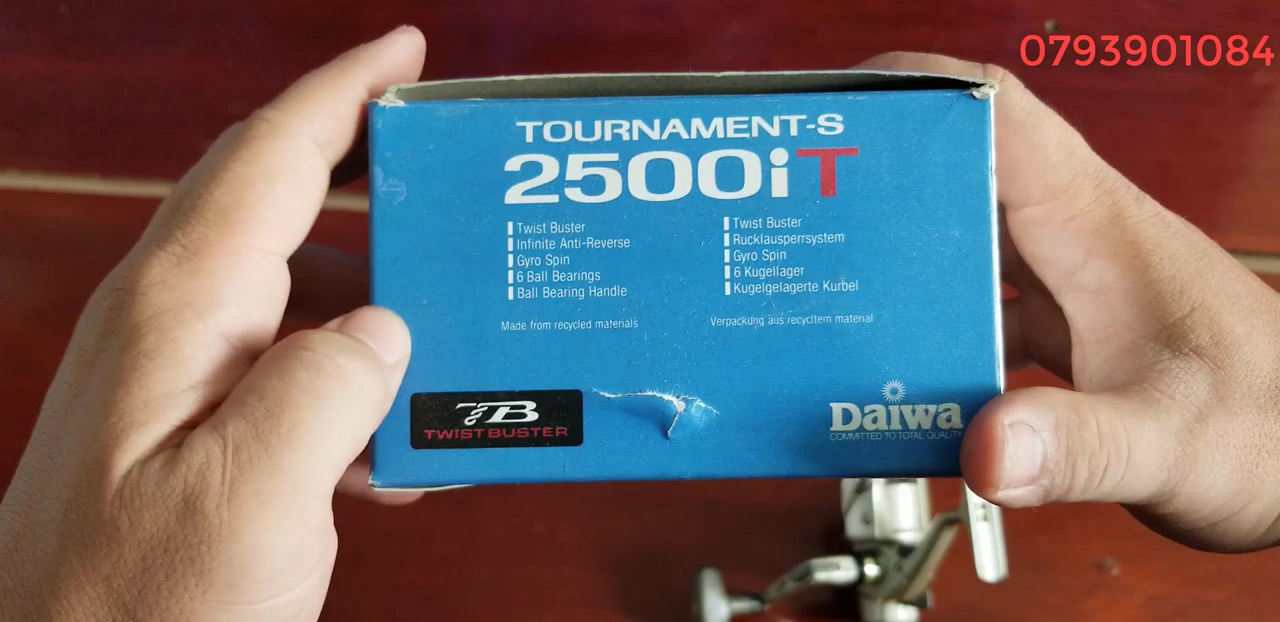 0793901084
TOURNAMENT-S
2500iT
Twist Buster
Infinite Anti-Reverse
Gyro Spin
6 Ball Bearings
Ball Bearing Handle
Made from recycled materials
Twist Buster
Rucklausperrsystem
Gyro Spin
6 Kugellager
Kugelgelagerte Kurbel
Verpackung aus recycltem material
TB
TWIST BUSTER
Daiwa
COMMITTED TO TOTAL QUALITY